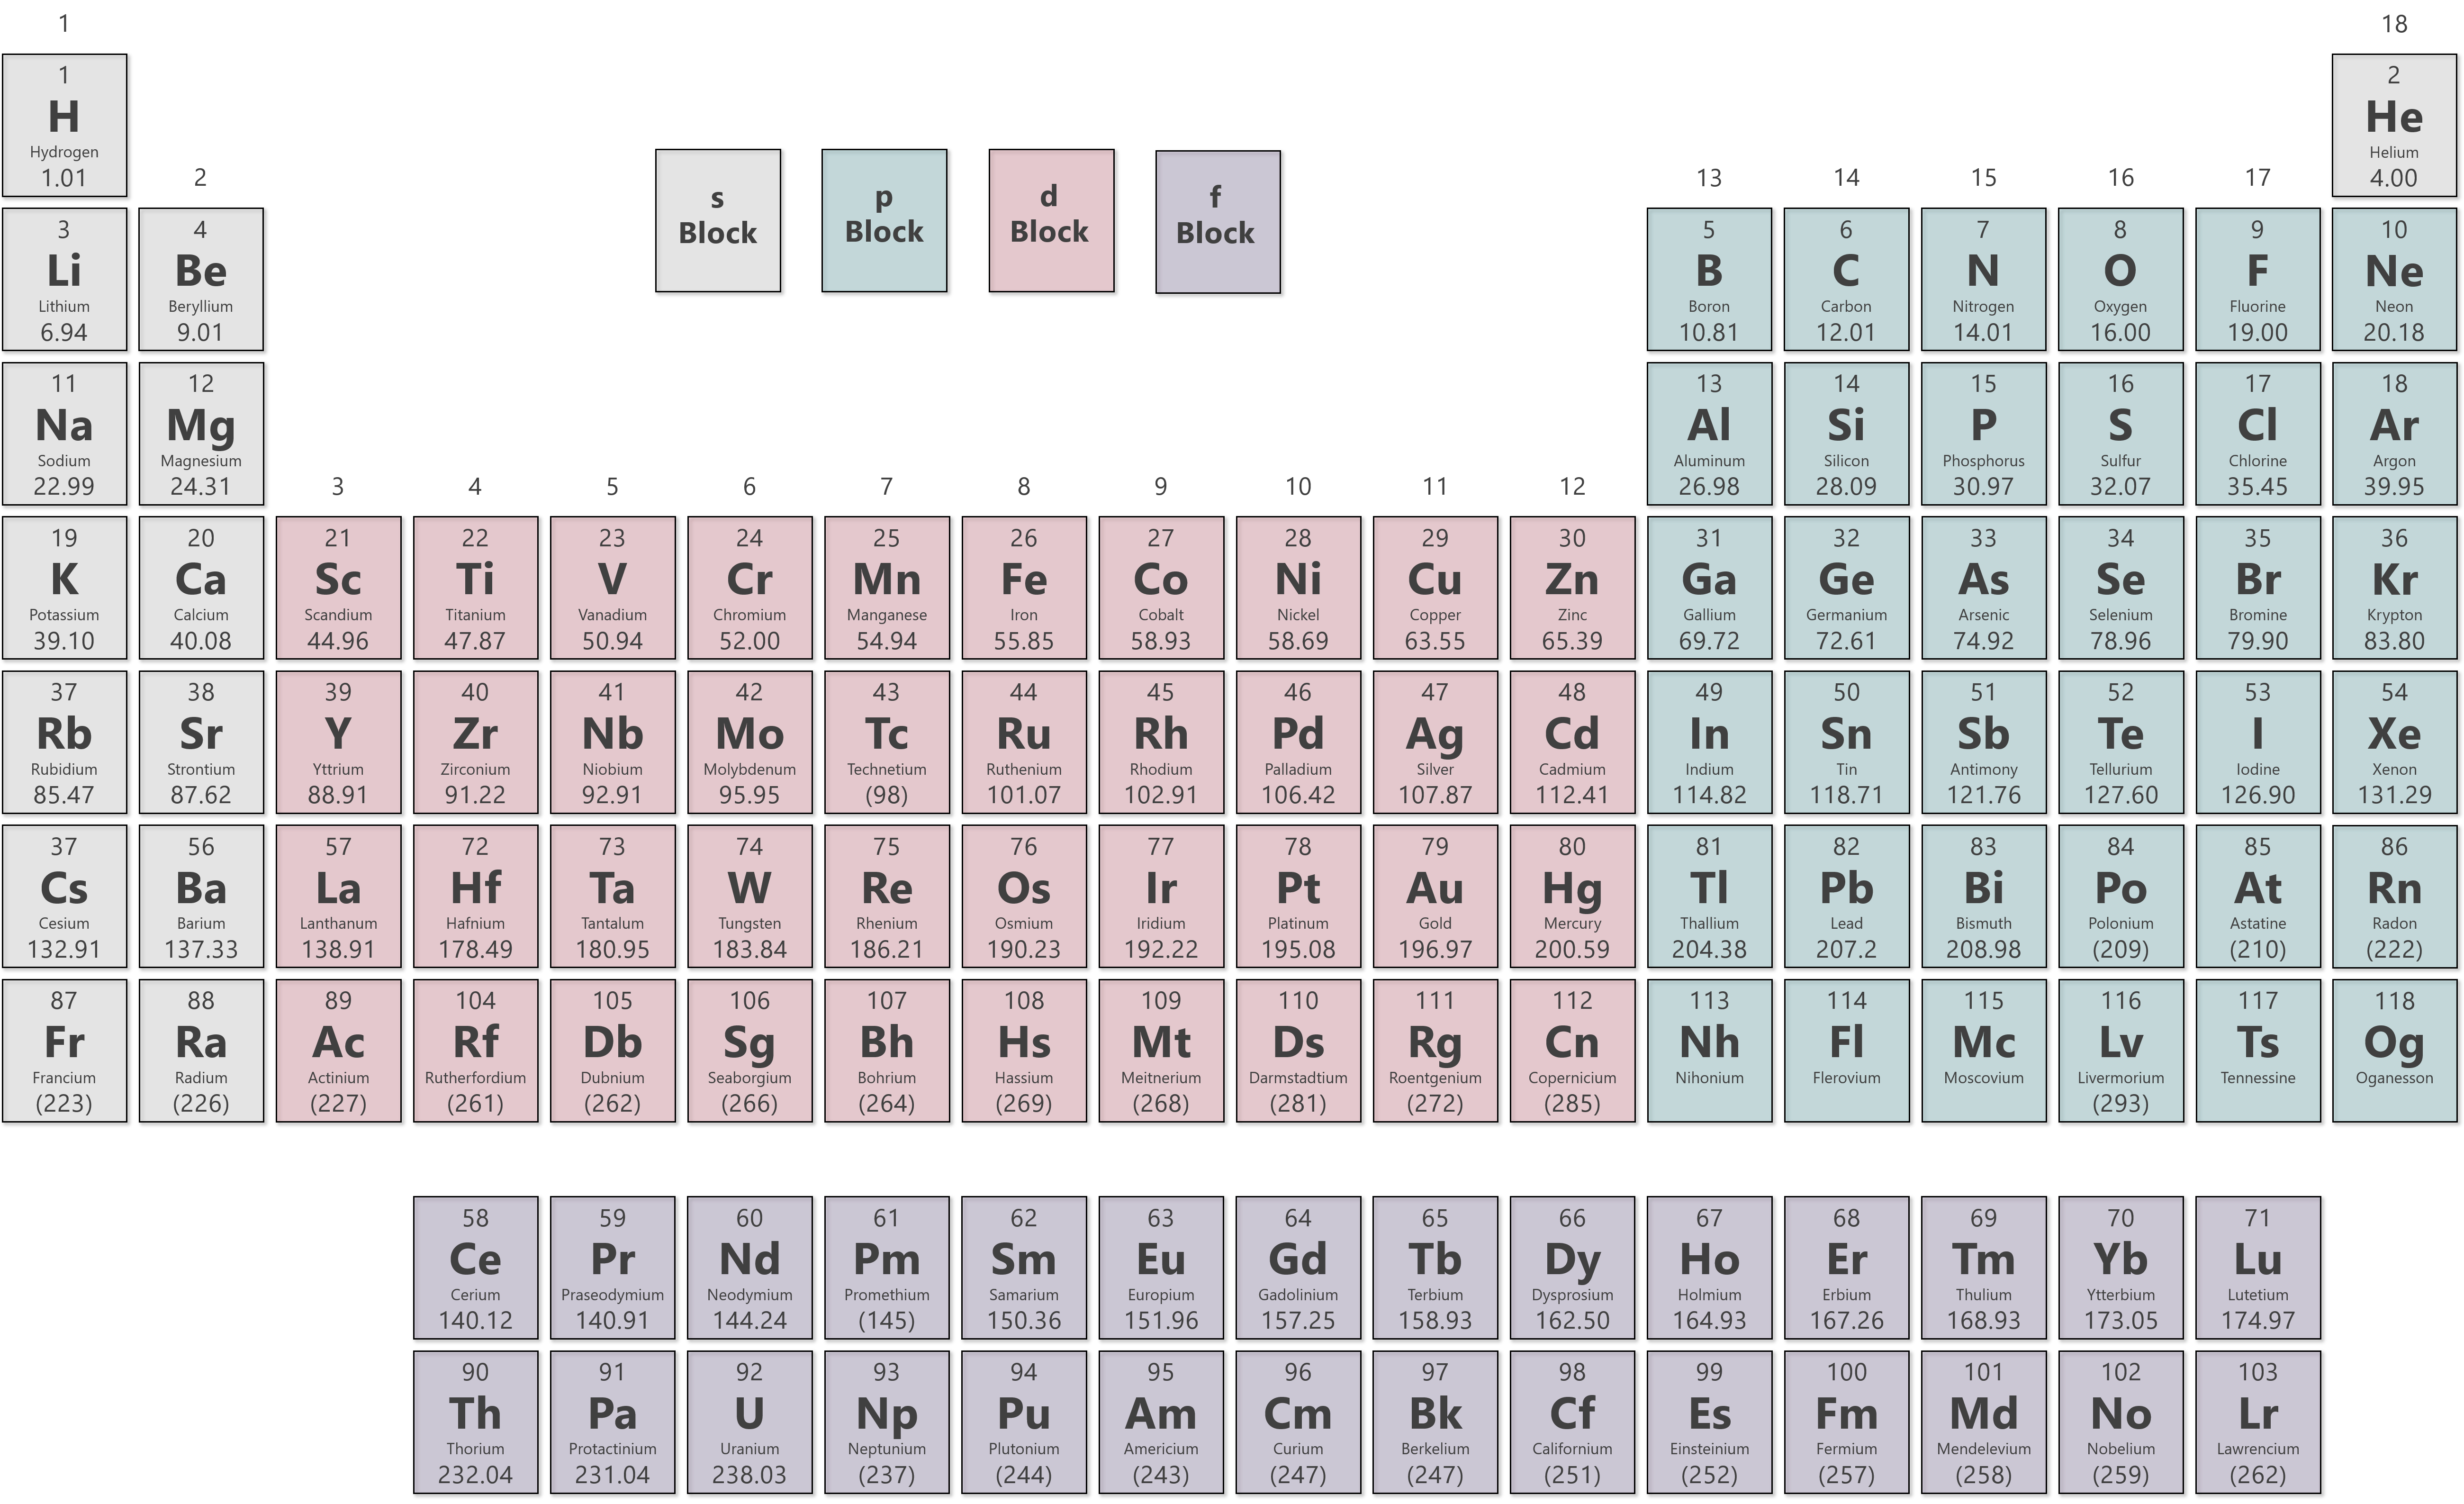 1
18
1
H
Hydrogen
1.01
2
He
Helium
4.00
2
13
14
15
16
17
s
Block
p
Block
d
Block
f
Block
3
Li
Lithium
6.94
4
Be
Beryllium
9.01
5
B
Boron
10.81
6
C
Carbon
12.01
7
N
Nitrogen
14.01
8
O
Oxygen
16.00
9
F
Fluorine
19.00
10
Ne
Neon
20.18
11
Na
Sodium
22.99
12
Mg
Magnesium
24.31
13
Al
Aluminum
26.98
14
Si
Silicon
28.09
15
P
Phosphorus
30.97
16
S
Sulfur
32.07
17
Cl
Chlorine
35.45
18
Ar
Argon
39.95
3
4
5
6
7
8
9
10
11
12
19
K
Potassium
39.10
20
Ca
Calcium
40.08
21
Sc
Scandium
44.96
22
Ti
Titanium
47.87
23
V
Vanadium
50.94
24
Cr
Chromium
52.00
25
Mn
Manganese
54.94
26
Fe
Iron
55.85
27
Co
Cobalt
58.93
28
Ni
Nickel
58.69
29
Cu
Copper
63.55
30
Zn
Zinc
65.39
31
Ga
Gallium
69.72
32
Ge
Germanium
72.61
33
As
Arsenic
74.92
34
Se
Selenium
78.96
35
Br
Bromine
79.90
36
Kr
Krypton
83.80
37
Rb
Rubidium
85.47
38
Sr
Strontium
87.62
39
Y
Yttrium
88.91
40
Zr
Zirconium
91.22
41
Nb
Niobium
92.91
42
Mo
Molybdenum
95.95
43
Tc
Technetium
(98)
44
Ru
Ruthenium
101.07
45
Rh
Rhodium
102.91
46
Pd
Palladium
106.42
47
Ag
Silver
107.87
48
Cd
Cadmium
112.41
49
In
Indium
114.82
50
Sn
Tin
118.71
51
Sb
Antimony
121.76
52
Te
Tellurium
127.60
53
I
Iodine
126.90
54
Xe
Xenon
131.29
37
Cs
Cesium
132.91
56
Ba
Barium
137.33
57
La
Lanthanum
138.91
72
Hf
Hafnium
178.49
73
Ta
Tantalum
180.95
74
W
Tungsten
183.84
75
Re
Rhenium
186.21
76
Os
Osmium
190.23
77
Ir
Iridium
192.22
78
Pt
Platinum
195.08
79
Au
Gold
196.97
80
Hg
Mercury
200.59
81
Tl
Thallium
204.38
82
Pb
Lead
207.2
83
Bi
Bismuth
208.98
84
Po
Polonium
(209)
85
At
Astatine
(210)
86
Rn
Radon
(222)
87
Fr
Francium
(223)
88
Ra
Radium
(226)
89
Ac
Actinium
(227)
104
Rf
Rutherfordium
(261)
105
Db
Dubnium
(262)
106
Sg
Seaborgium
(266)
107
Bh
Bohrium
(264)
108
Hs
Hassium
(269)
109
Mt
Meitnerium
(268)
110
Ds
Darmstadtium
(281)
111
Rg
Roentgenium
(272)
112
Cn
Copernicium
(285)
113
Nh
Nihonium
114
Fl
Flerovium
115
Mc
Moscovium
116
Lv
Livermorium
(293)
117
Ts
Tennessine
118
Og
Oganesson
58
Ce
Cerium
140.12
59
Pr
Praseodymium
140.91
60
Nd
Neodymium
144.24
61
Pm
Promethium
(145)
62
Sm
Samarium
150.36
63
Eu
Europium
151.96
64
Gd
Gadolinium
157.25
65
Tb
Terbium
158.93
66
Dy
Dysprosium
162.50
67
Ho
Holmium
164.93
68
Er
Erbium
167.26
69
Tm
Thulium
168.93
70
Yb
Ytterbium
173.05
71
Lu
Lutetium
174.97
90
Th
Thorium
232.04
91
Pa
Protactinium
231.04
92
U
Uranium
238.03
93
Np
Neptunium
(237)
94
Pu
Plutonium
(244)
95
Am
Americium
(243)
96
Cm
Curium
(247)
97
Bk
Berkelium
(247)
98
Cf
Californium
(251)
99
Es
Einsteinium
(252)
100
Fm
Fermium
(257)
101
Md
Mendelevium
(258)
102
No
Nobelium
(259)
103
Lr
Lawrencium
(262)